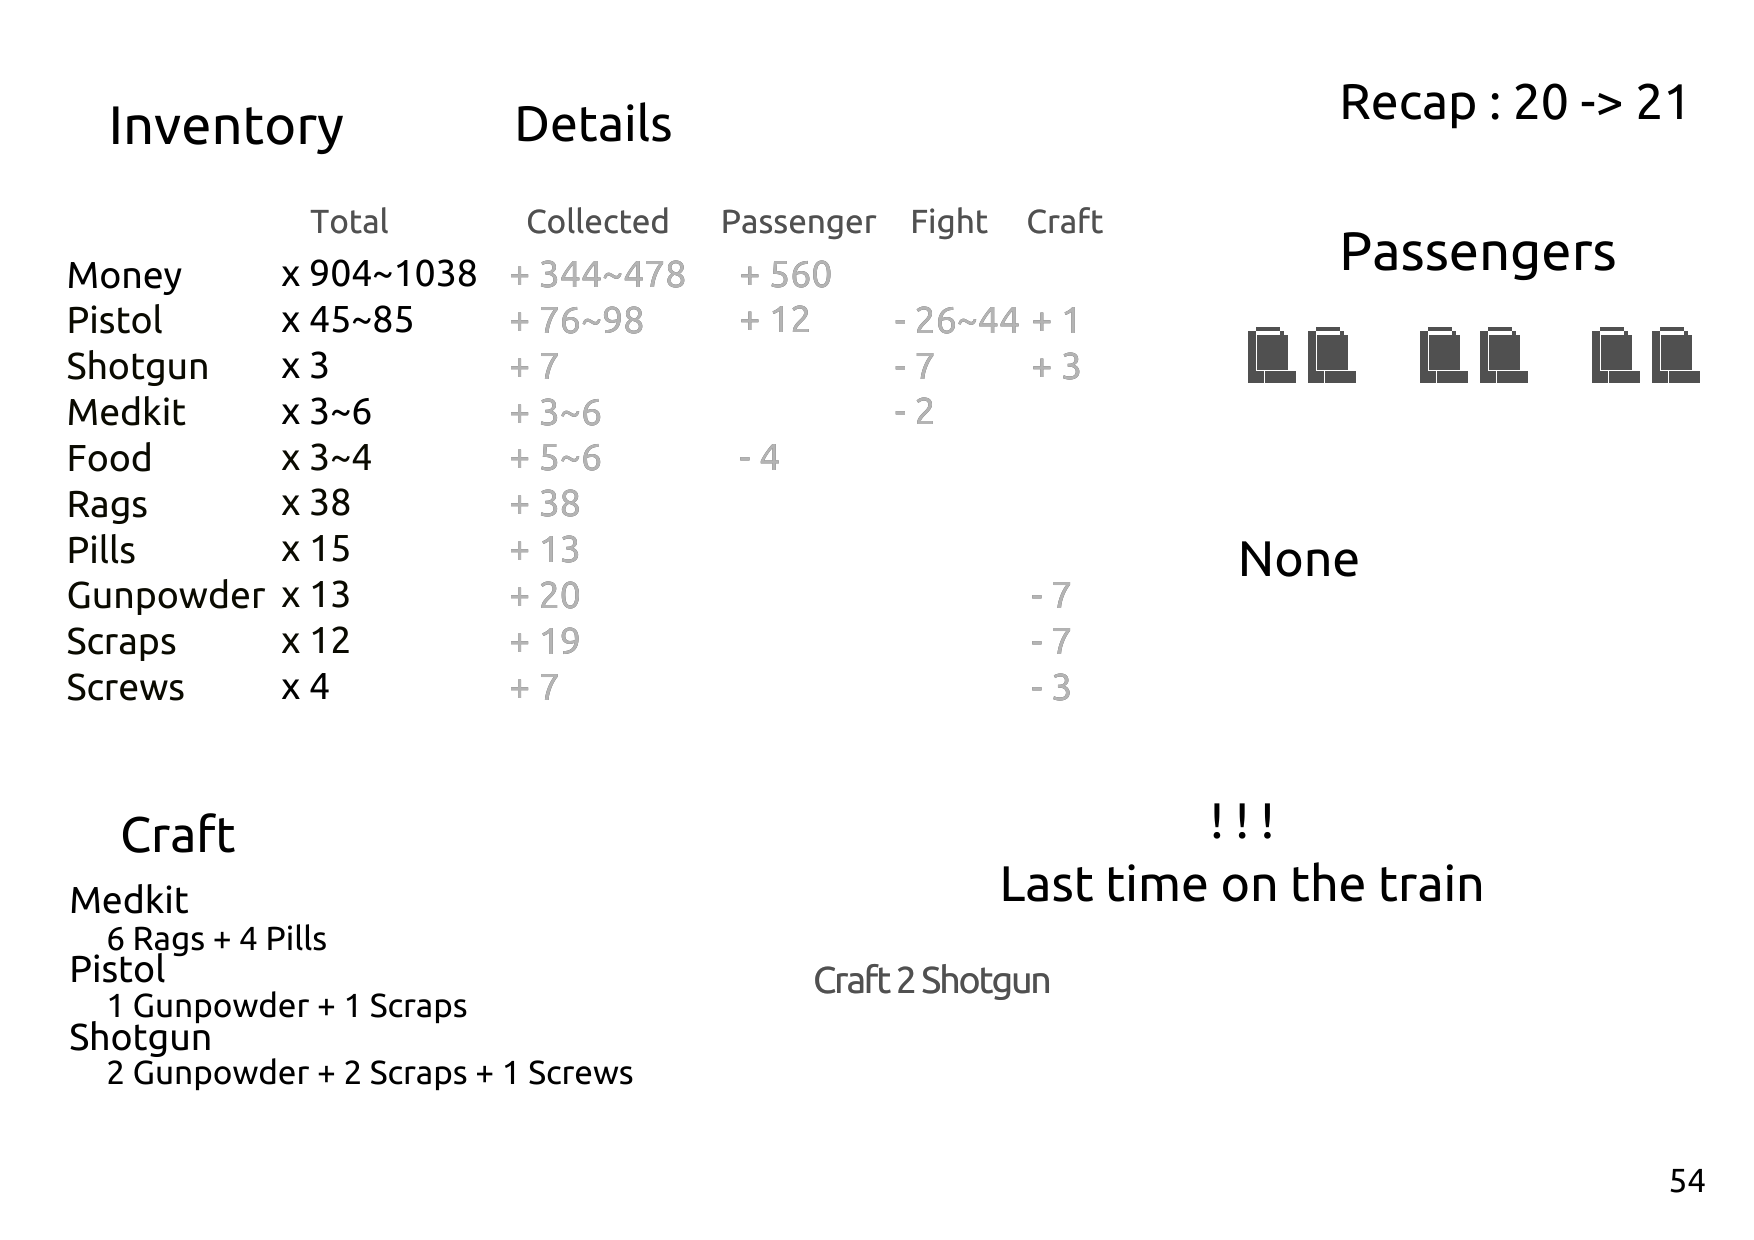 Recap : 20 -> 21
Inventory Details
Total Collected Passenger Fight Craft
Money x 904~1038 + 344~478 + 560
Pistol x 45~85 + 76~98 + 12 - 26~44 + 1
Shotgun x 3 + 7 - 7 + 3
Medkit x 3~6 + 3~6 - 2
Food x 3~4 + 5~6 - 4
Rags x 38 + 38
Pills x 15 + 13
Gunpowder x 13 + 20 - 7
Scraps x 12 + 19 - 7
Screws x 4 + 7 - 3
Passengers
None
Craft
Medkit
6 Rags + 4 Pills
Pistol
1 Gunpowder + 1 Scraps
Shotgun
2 Gunpowder + 2 Scraps + 1 Screws
! ! !
Last time on the train
Craft 2 Shotgun
54